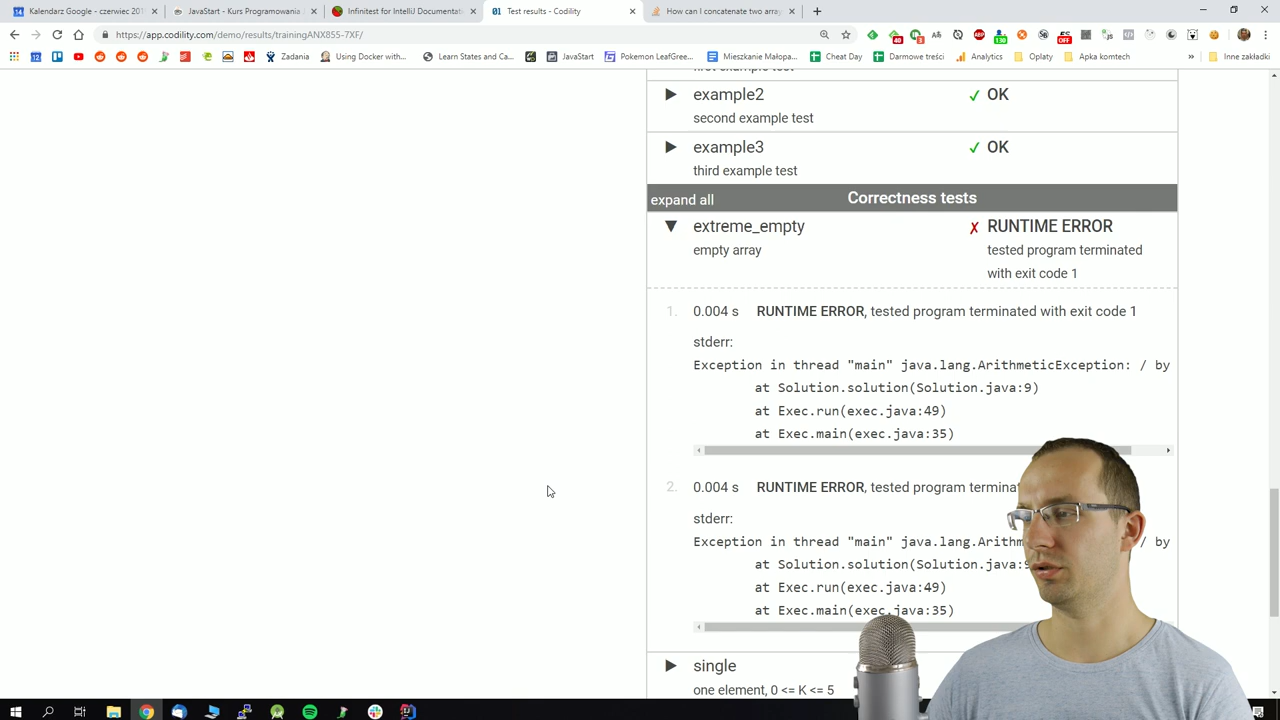 Kalendarz Google - czerwiec 201
JavaStart - Kurs Programowania
Infinitest for IntelliJ Documentat
Test results - Codility
How can I concatenate two array
https://app.codility.com/demo/results/trainingANX855-7XF/
Zadania
Using Docker with...
Learn States and Ca...
JavaStart
Pokemon LeafGree...
Mieszkanie Małopa...
Cheat Day
Darmowe treści
Analytics
Opłaty
Apka komtech
»
Inne zakładki
first example test
example2
✓ OK
second example test
example3
✓ OK
third example test
expand all
Correctness tests
extreme_empty
✗ RUNTIME ERROR
empty array
tested program terminated
with exit code 1
1. 0.004 s RUNTIME ERROR, tested program terminated with exit code 1
stderr:
Exception in thread "main" java.lang.ArithmeticException: / by
at Solution.solution(Solution.java:9)
at Exec.run(exec.java:49)
at Exec.main(exec.java:35)
2. 0.004 s RUNTIME ERROR, tested program termina
stderr:
Exception in thread "main" java.lang.Arithm / by
at Solution.solution(Solution.java:9
at Exec.run(exec.java:49)
at Exec.main(exec.java:35)
single
one element, 0 <= K <= 5